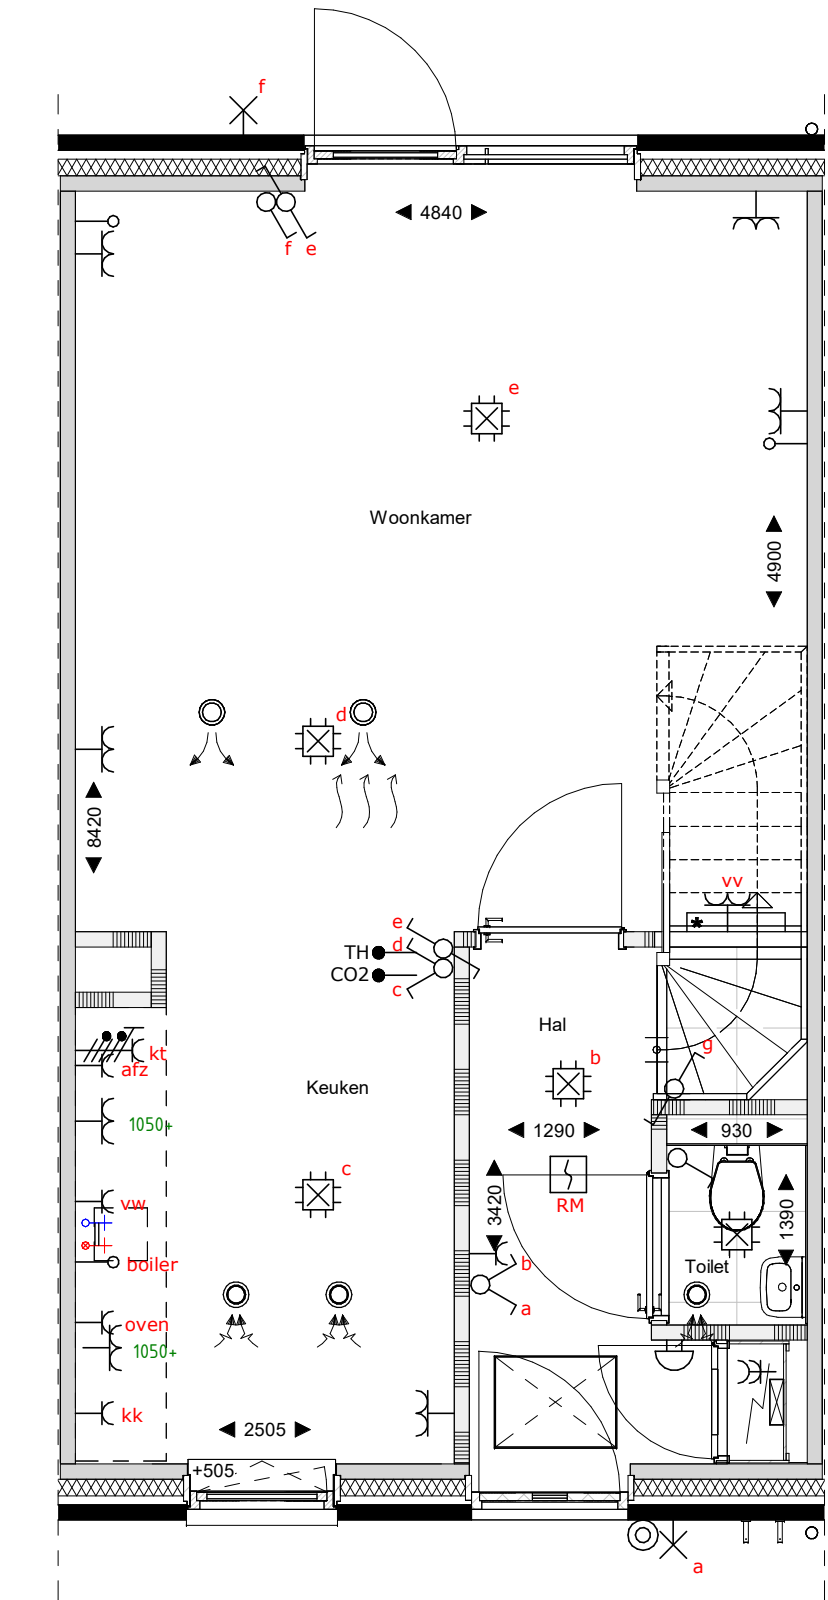 f
4840
f e
e
Woonkamer
4900
d
8420
vv
*
e
TH d
CO2
c
Hal
kt
afz
g
b
Keuken
1050+
1290
930
c
RM
vw
3420
1390
boiler
b
Toilet
a
oven
1050+
kk
2505
+505
a